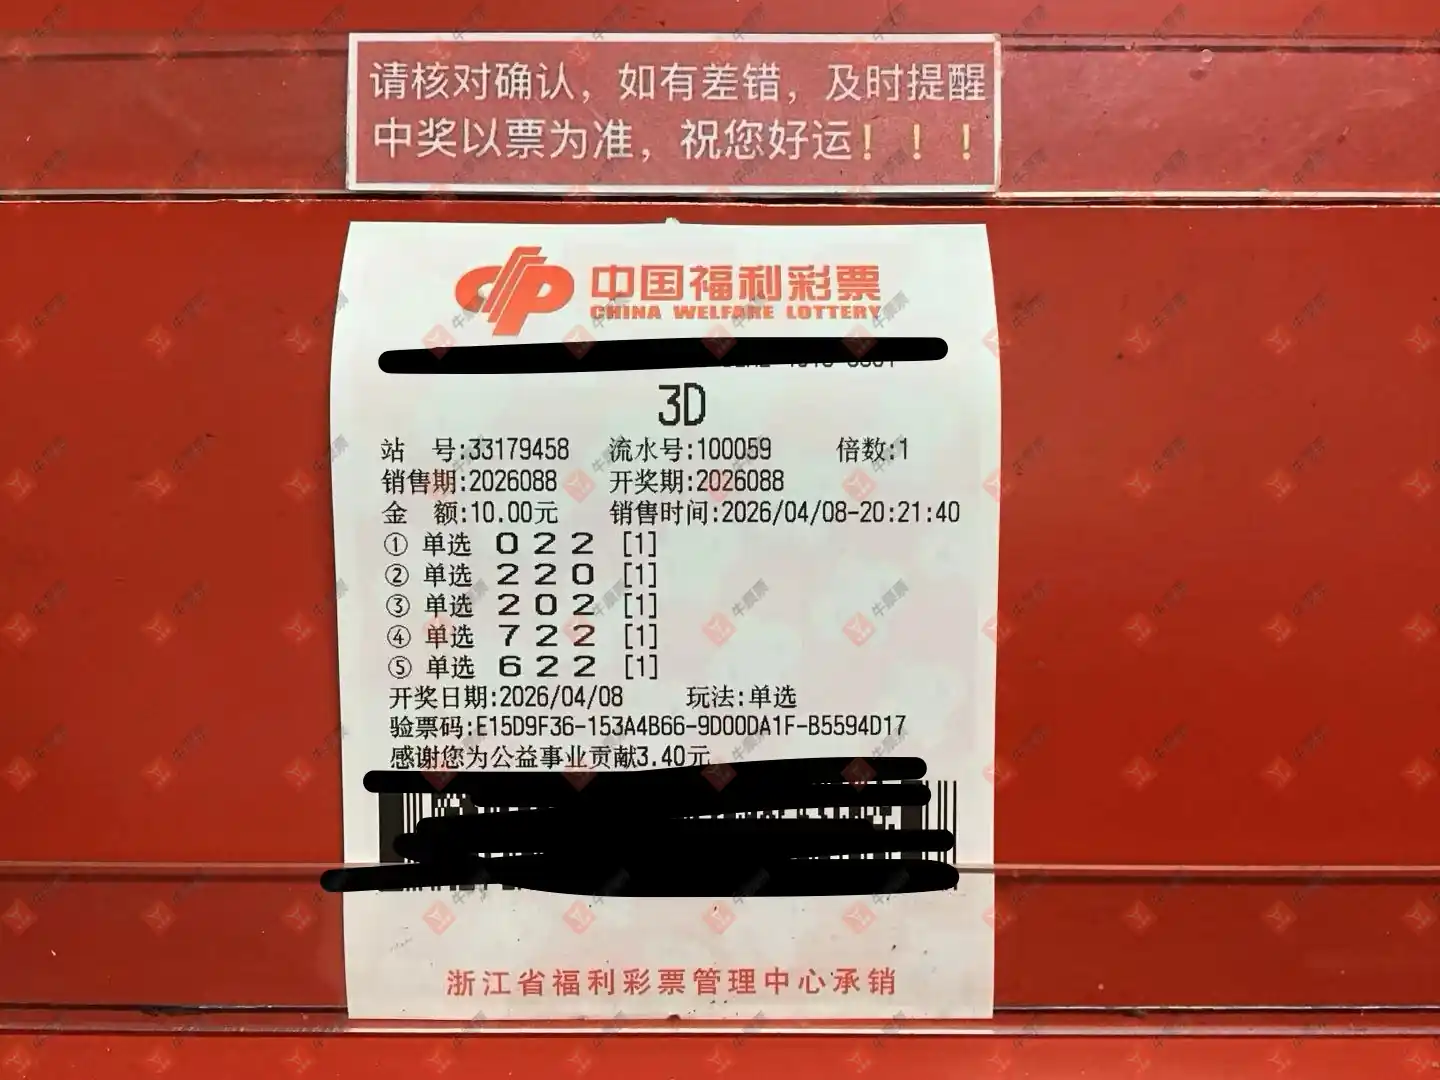 请核对确认，如有差错，及时提醒
中奖以票为准，祝您好运！！！
中国福利彩票
CHINA WELFARE LOTTERY
3D
站 号:33179458 流水号:100059 倍数:1
销售期:2026088 开奖期:2026088
金 额:10.00元 销售时间:2026/04/08-20:21:40
① 单选 0 2 2 [1]
② 单选 2 2 0 [1]
③ 单选 2 0 2 [1]
④ 单选 7 2 2 [1]
⑤ 单选 6 2 2 [1]
开奖日期:2026/04/08 玩法:单选
验票码:E15D9F36-153A4B66-9D00DA1F-B5594D17
感谢您为公益事业贡献3.40元
浙江省福利彩票管理中心承销
牛票票